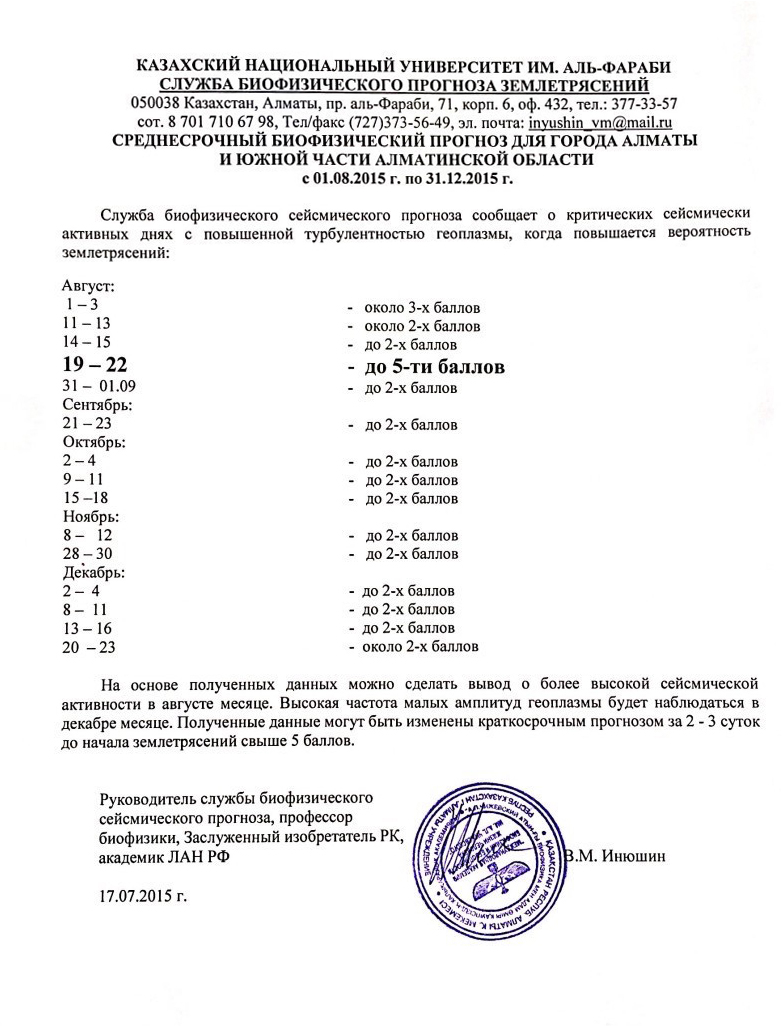 КАЗАХСКИЙ НАЦИОНАЛЬНЫЙ УНИВЕРСИТЕТ ИМ. АЛЬ-ФАРАБИ
СЛУЖБА БИОФИЗИЧЕСКОГО ПРОГНОЗА ЗЕМЛЕТРЯСЕНИЙ
050038 Казахстан, Алматы, пр. аль-Фараби, 71, корп. 6, оф. 432, тел.: 377-33-57
сот. 8 701 710 67 98, Тел/факс (727)373-56-49, эл. почта: inyushin_vm@mail.ru
СРЕДНЕСРОЧНЫЙ БИОФИЗИЧЕСКИЙ ПРОГНОЗ ДЛЯ ГОРОДА АЛМАТЫ
И ЮЖНОЙ ЧАСТИ АЛМАТИНСКОЙ ОБЛАСТИ
с 01.08.2015 г. по 31.12.2015 г.
Служба биофизического сейсмического прогноза сообщает о критических сейсмически
активных днях с повышенной турбулентностью геоплазмы, когда повышается вероятность
землетрясений:
Август:
1 – 3 - около 3-х баллов
11 – 13 - около 2-х баллов
14 – 15 - до 2-х баллов
19 – 22 - до 5-ти баллов
31 – 01.09 - до 2-х баллов
Сентябрь:
21 – 23 - до 2-х баллов
Октябрь:
2 – 4 - до 2-х баллов
9 – 11 - до 2-х баллов
15 –18 - до 2-х баллов
Ноябрь:
8 – 12 - до 2-х баллов
28 – 30 - до 2-х баллов
Декабрь:
2 – 4 - до 2-х баллов
8 – 11 - до 2-х баллов
13 – 16 - до 2-х баллов
20 – 23 - около 2-х баллов
На основе полученных данных можно сделать вывод о более высокой сейсмической
активности в августе месяце. Высокая частота малых амплитуд геоплазмы будет наблюдаться в
декабре месяце. Полученные данные могут быть изменены краткосрочным прогнозом за 2 - 3 суток
до начала землетрясений свыше 5 баллов.
Руководитель службы биофизического
сейсмического прогноза, профессор
биофизики, Заслуженный изобретатель РК,
академик ЛАН РФ
В.М. Инюшин
17.07.2015 г.